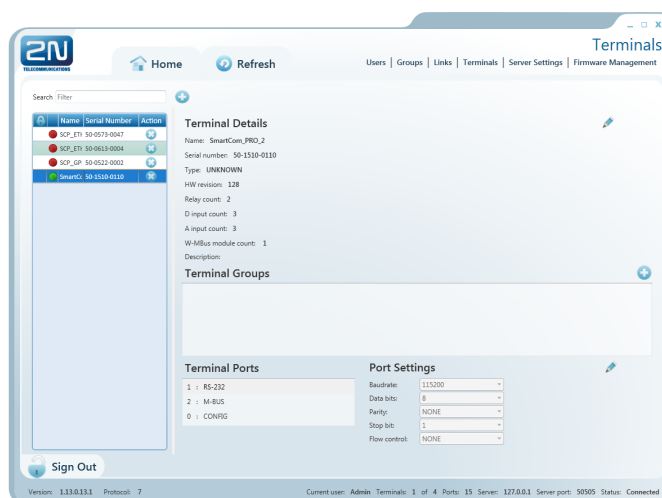 2N
TELECOMMUNICATIONS
Home
Refresh
Terminals
Users | Groups | Links | Terminals | Server Settings | Firmware Management
Search Filter
Name Serial Number Action
SCP_ETH 50-0573-0047
SCP_ETH 50-0613-0004
SCP_GP 50-0522-0002
SmartCo 50-1510-0110
Terminal Details
Name: SmartCom_PRO_2
Serial number: 50-1510-0110
Type: UNKNOWN
HW revision: 128
Relay count: 2
D input count: 3
A input count: 3
W-MBus module count: 1
Description:
Terminal Groups
Terminal Ports
1 : RS-232
2 : M-BUS
0 : CONFIG
Port Settings
Baudrate: 115200
Data bits: 8
Parity: NONE
Stop bit: 1
Flow control: NONE
Sign Out
Version: 1.13.0.13.1 Protocol: 7
Current user: Admin Terminals: 1 of 4 Ports: 15 Server: 127.0.0.1 Server port: 50505 Status: Connected